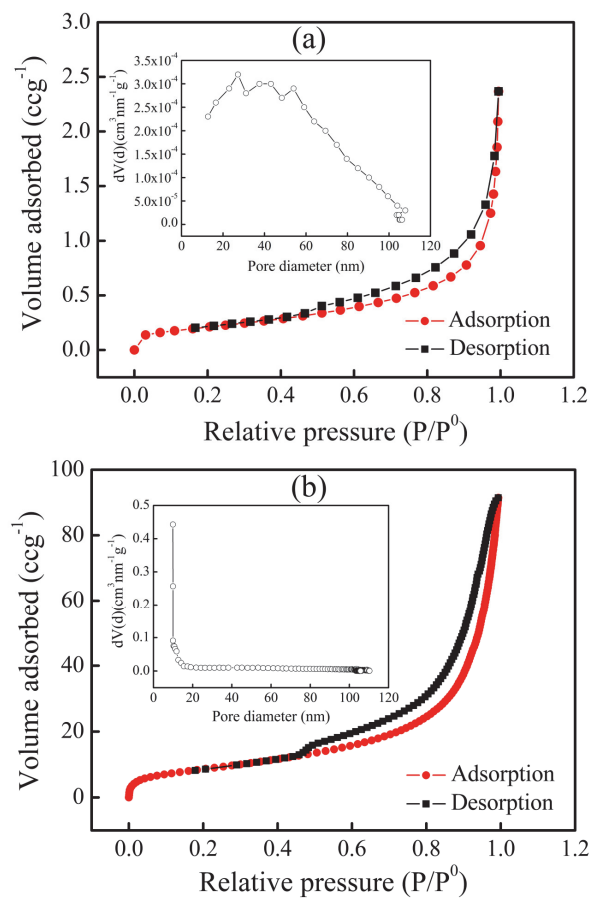 (a)
3.0
2.5
2.0
1.5
1.0
0.5
0.0
Volume adsorbed (ccg⁻¹)
3.5x10⁻⁴
3.0x10⁻⁴
2.5x10⁻⁴
2.0x10⁻⁴
1.5x10⁻⁴
1.0x10⁻⁴
5.0x10⁻⁵
0.0
dV(d)(cm³nm⁻¹g⁻¹)
0 20 40 60 80 100 120
Pore diameter (nm)
Adsorption
Desorption
0.0 0.2 0.4 0.6 0.8 1.0 1.2
Relative pressure (P/P⁰)
(b)
100
80
60
40
20
0
Volume adsorbed (ccg⁻¹)
0.5
0.4
0.3
0.2
0.1
0.0
dV(d)(cm³nm⁻¹g⁻¹)
0 20 40 60 80 100 120
Pore diameter (nm)
Adsorption
Desorption
0.0 0.2 0.4 0.6 0.8 1.0 1.2
Relative pressure (P/P⁰)